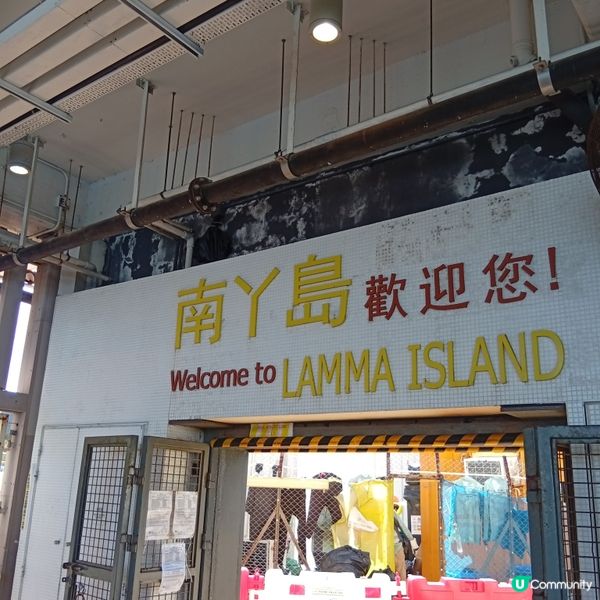 南丫島歡迎您!
Welcome to LAMMA ISLAND
U Community